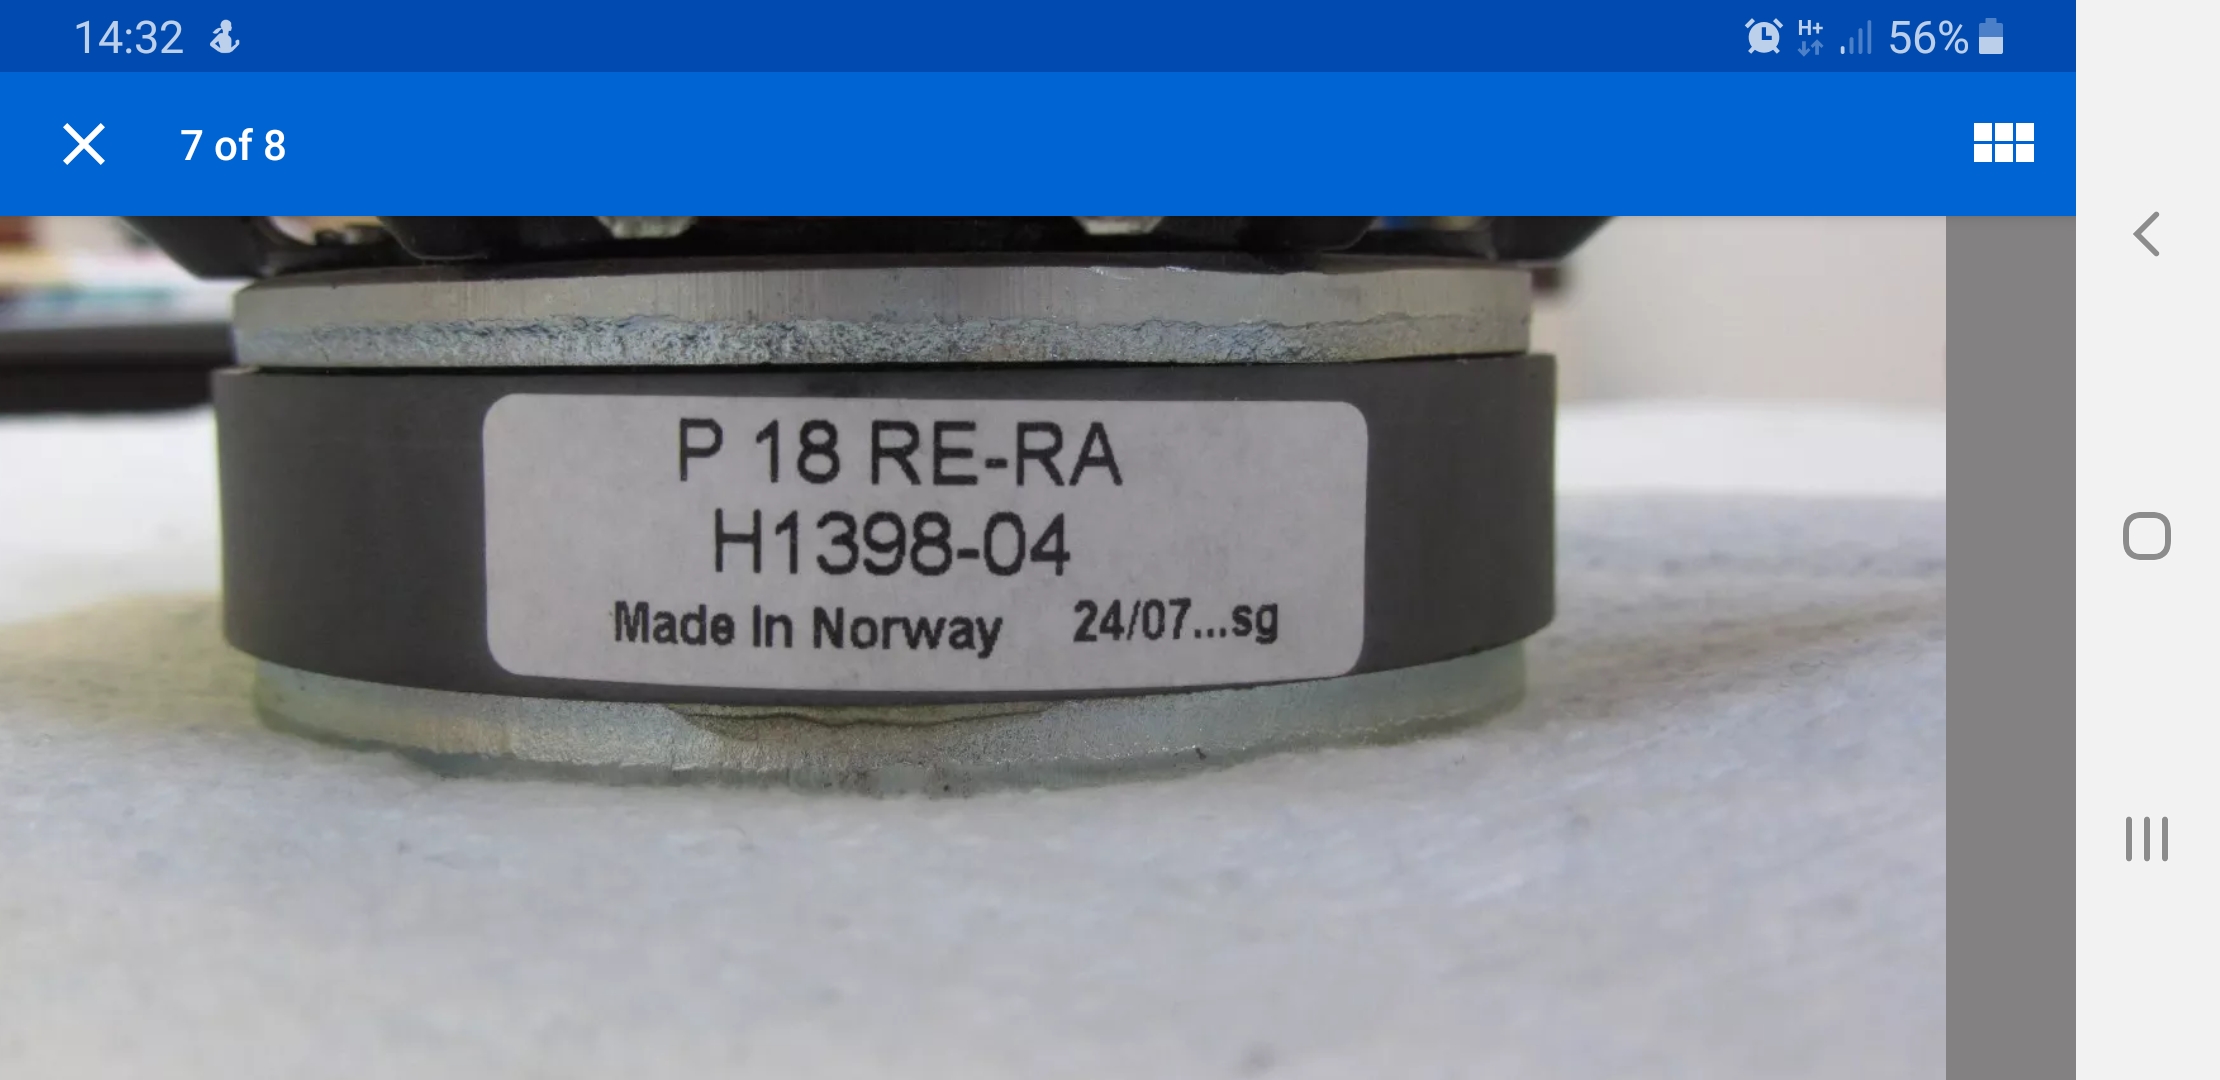 14:32
H+ 56%
7 of 8
P 18 RE-RA
H1398-04
Made In Norway 24/07...sg